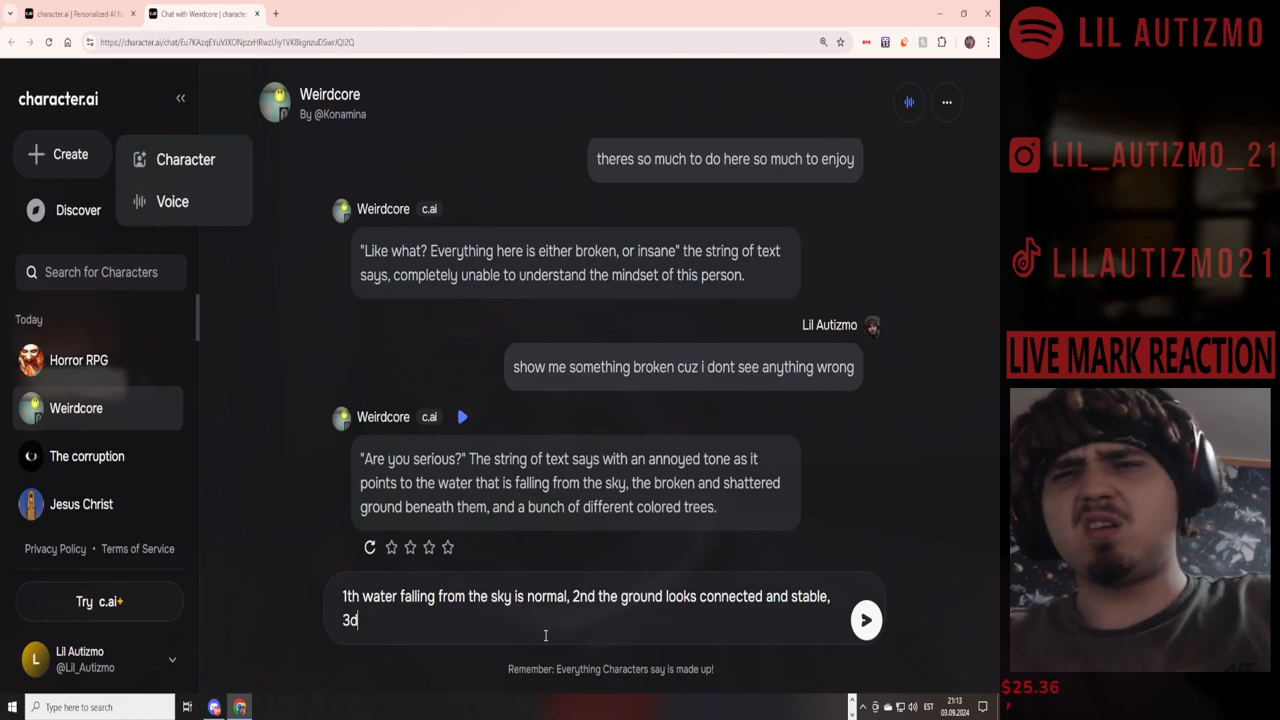 character.ai | Personalized AI f
Chat with Weirdcore | characte
https://character.ai/chat/Eu7KAzqEYuVJXONpzxHRwzUiy1VK8kgnzuDSwrJQI2Q
character.ai
Create
Character
Voice
Discover
Search for Characters
Today
Horror RPG
Weirdcore
The corruption
Jesus Christ
Privacy Policy • Terms of Service
Try c.ai+
L
Lil Autizmo
@Lil_Autizmo
Weirdcore
By @Konamina
theres so much to do here so much to enjoy
Weirdcore c.ai
"Like what? Everything here is either broken, or insane" the string of text
says, completely unable to understand the mindset of this person.
Lil Autizmo
show me something broken cuz i dont see anything wrong
Weirdcore c.ai
"Are you serious?" The string of text says with an annoyed tone as it
points to the water that is falling from the sky, the broken and shattered
ground beneath them, and a bunch of different colored trees.
1th water falling from the sky is normal, 2nd the ground looks connected and stable,
3d
Remember: Everything Characters say is made up!
LIL AUTIZMO
LIL_AUTIZMO_21
LILAUTIZMO21
LIVE MARK REACTION
$25.36
Type here to search
EST
21:13
03.09.2024